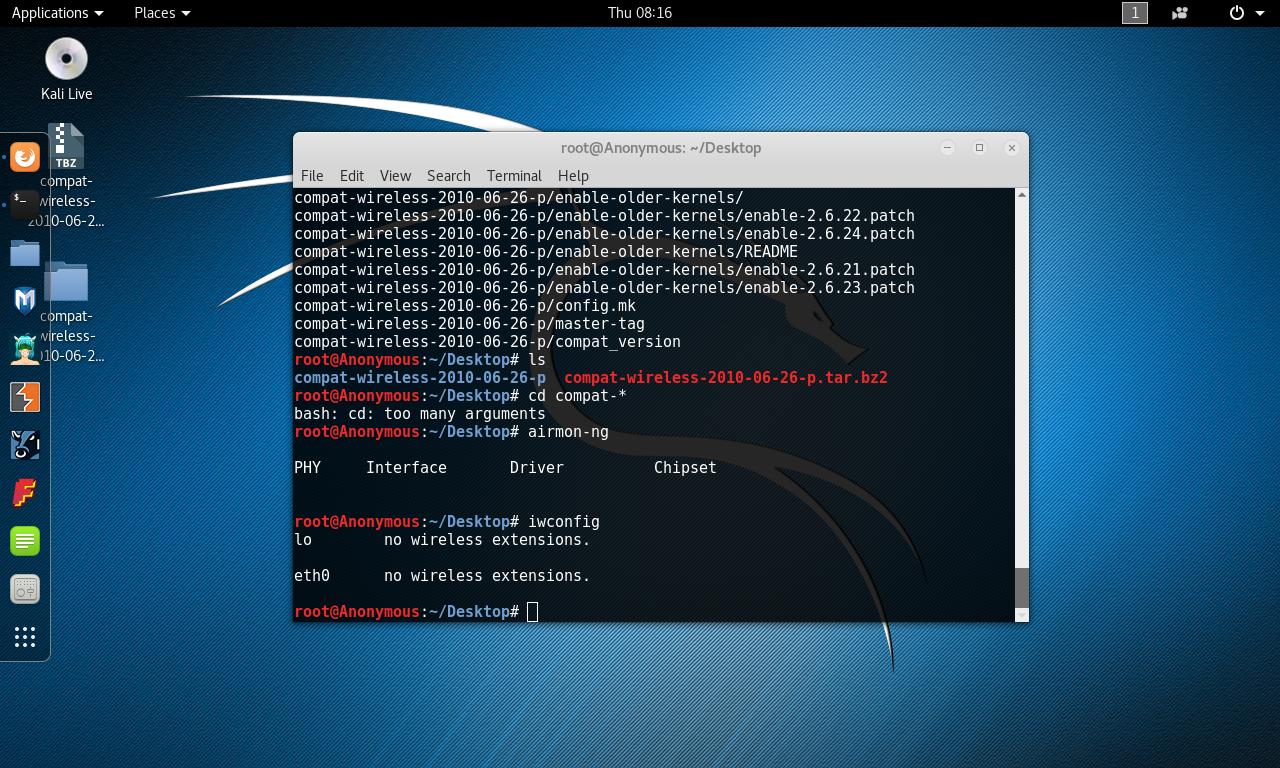 Applications
Places
Thu 08:16
1
Kali Live
TBZ
compat-
wireless-
2010-06-2...
compat-
wireless-
010-06-2...
root@Anonymous: ~/Desktop
File Edit View Search Terminal Help
compat-wireless-2010-06-26-p/enable-older-kernels/
compat-wireless-2010-06-26-p/enable-older-kernels/enable-2.6.22.patch
compat-wireless-2010-06-26-p/enable-older-kernels/enable-2.6.24.patch
compat-wireless-2010-06-26-p/enable-older-kernels/README
compat-wireless-2010-06-26-p/enable-older-kernels/enable-2.6.21.patch
compat-wireless-2010-06-26-p/enable-older-kernels/enable-2.6.23.patch
compat-wireless-2010-06-26-p/config.mk
compat-wireless-2010-06-26-p/master-tag
compat-wireless-2010-06-26-p/compat_version
root@Anonymous:~/Desktop# ls
compat-wireless-2010-06-26-p compat-wireless-2010-06-26-p.tar.bz2
root@Anonymous:~/Desktop# cd compat-*
bash: cd: too many arguments
root@Anonymous:~/Desktop# airmon-ng
PHY Interface Driver Chipset
root@Anonymous:~/Desktop# iwconfig
lo no wireless extensions.
eth0 no wireless extensions.
root@Anonymous:~/Desktop#